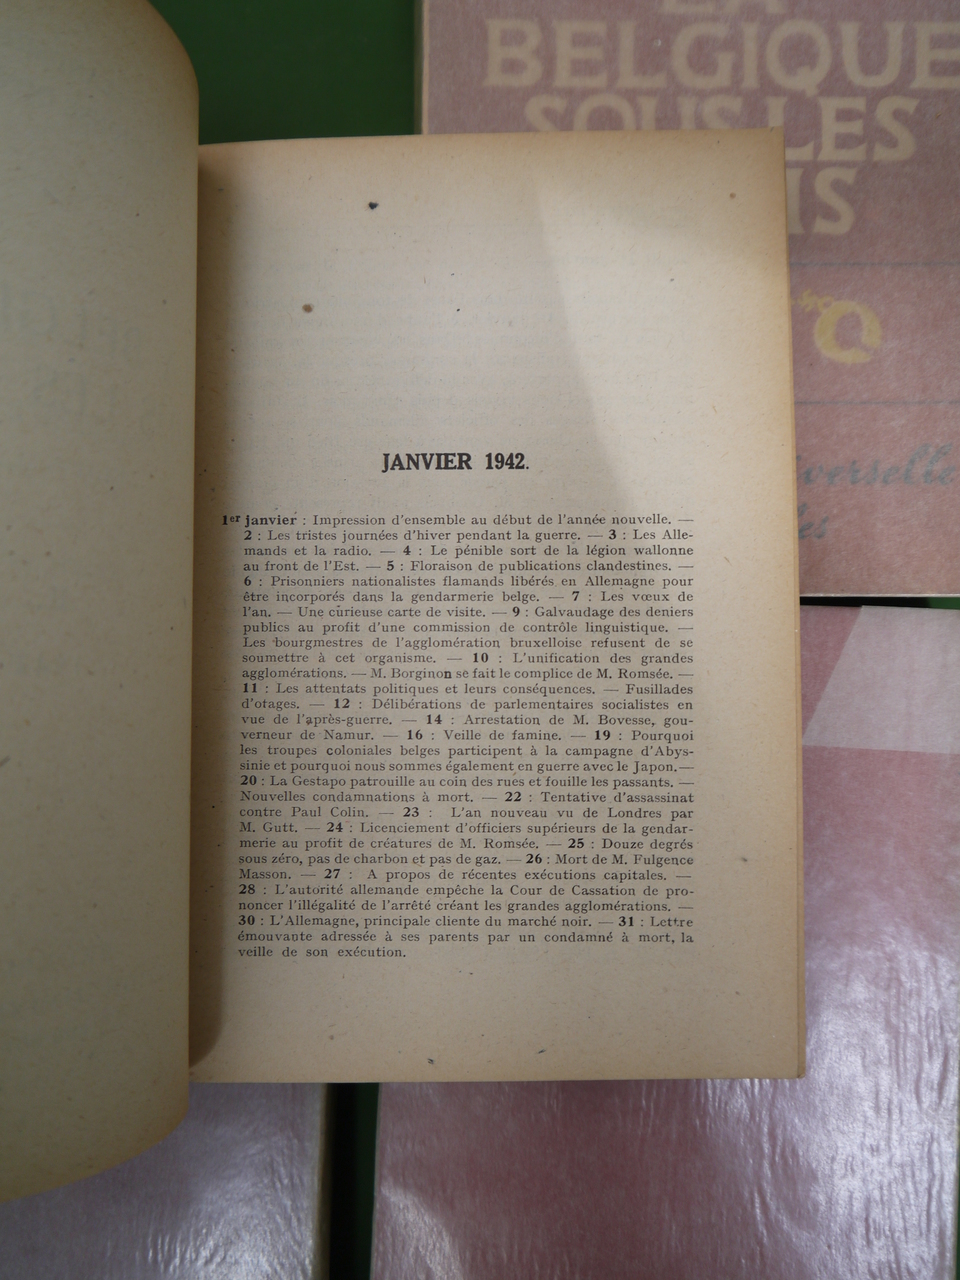 BELGIQUE
SOUS LES
JANVIER 1942.
1er janvier : Impression d'ensemble au début de l'année nouvelle. —
2 : Les tristes journées d'hiver pendant la guerre. — 3 : Les Alle-
mands et la radio. — 4 : Le pénible sort de la légion wallonne
au front de l'Est. — 5 : Floraison de publications clandestines. —
6 : Prisonniers nationalistes flamands libérés en Allemagne pour
être incorporés dans la gendarmerie belge. — 7 : Les vœux de
l'an. — Une curieuse carte de visite. — 9 : Galvaudage des deniers
publics au profit d'une commission de contrôle linguistique. —
Les bourgmestres de l'agglomération bruxelloise refusent de se
soumettre à cet organisme. — 10 : L'unification des grandes
agglomérations. — M. Borginon se fait le complice de M. Romsée. —
11 : Les attentats politiques et leurs conséquences. — Fusillades
d'otages. — 12 : Délibérations de parlementaires socialistes en
vue de l'après-guerre. — 14 : Arrestation de M. Bovesse, gou-
verneur de Namur. — 16 : Veille de famine. — 19 : Pourquoi
les troupes coloniales belges participent à la campagne d'Abys-
sinie et pourquoi nous sommes également en guerre avec le Japon. —
20 : La Gestapo patrouille au coin des rues et fouille les passants. —
Nouvelles condamnations à mort. — 22 : Tentative d'assassinat
contre Paul Colin. — 23 : L'an nouveau vu de Londres par
M. Gutt. — 24 : Licenciement d'officiers supérieurs de la gendar-
merie au profit de créatures de M. Romsée. — 25 : Douze degrés
sous zéro, pas de charbon et pas de gaz. — 26 : Mort de M. Fulgence
Masson. — 27 : A propos de récentes exécutions capitales. —
28 : L'autorité allemande empêche la Cour de Cassation de pro-
noncer l'illégalité de l'arrêté créant les grandes agglomérations. —
30 : L'Allemagne, principale cliente du marché noir. — 31 : Lettre
émouvante adressée à ses parents par un condamné à mort, la
veille de son exécution.